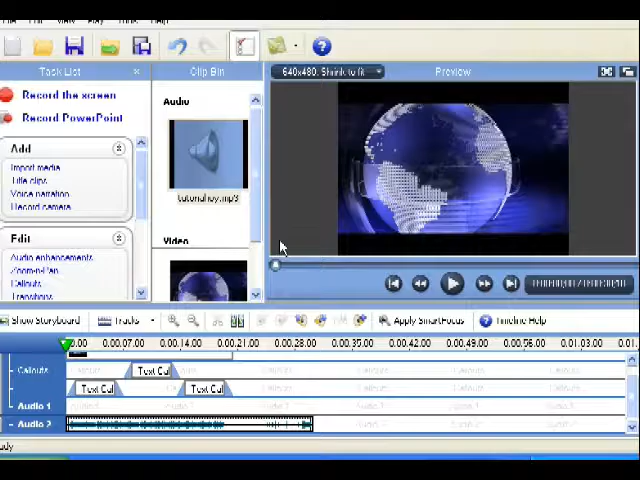 Task List
Clip Bin
640x480, Shrink to fit
Preview
Record the screen
Record PowerPoint
Add
Import media
Title clips
Voice narration
Record camera
Edit
Audio enhancements
Zoom-n-Pan
Callouts
Transitions
Audio
tutorialhoy.mp3
Video
Show Storyboard
Tracks
Apply SmartFocus
Timeline Help
0:00:07.00
0:00:14.00
0:00:21.00
0:00:28.00
0:00:35.00
0:00:42.00
0:00:49.00
0:00:56.00
0:01:03.00
Callouts
Text Cal
Text Cal
Text Cal
Audio 1
Audio 2